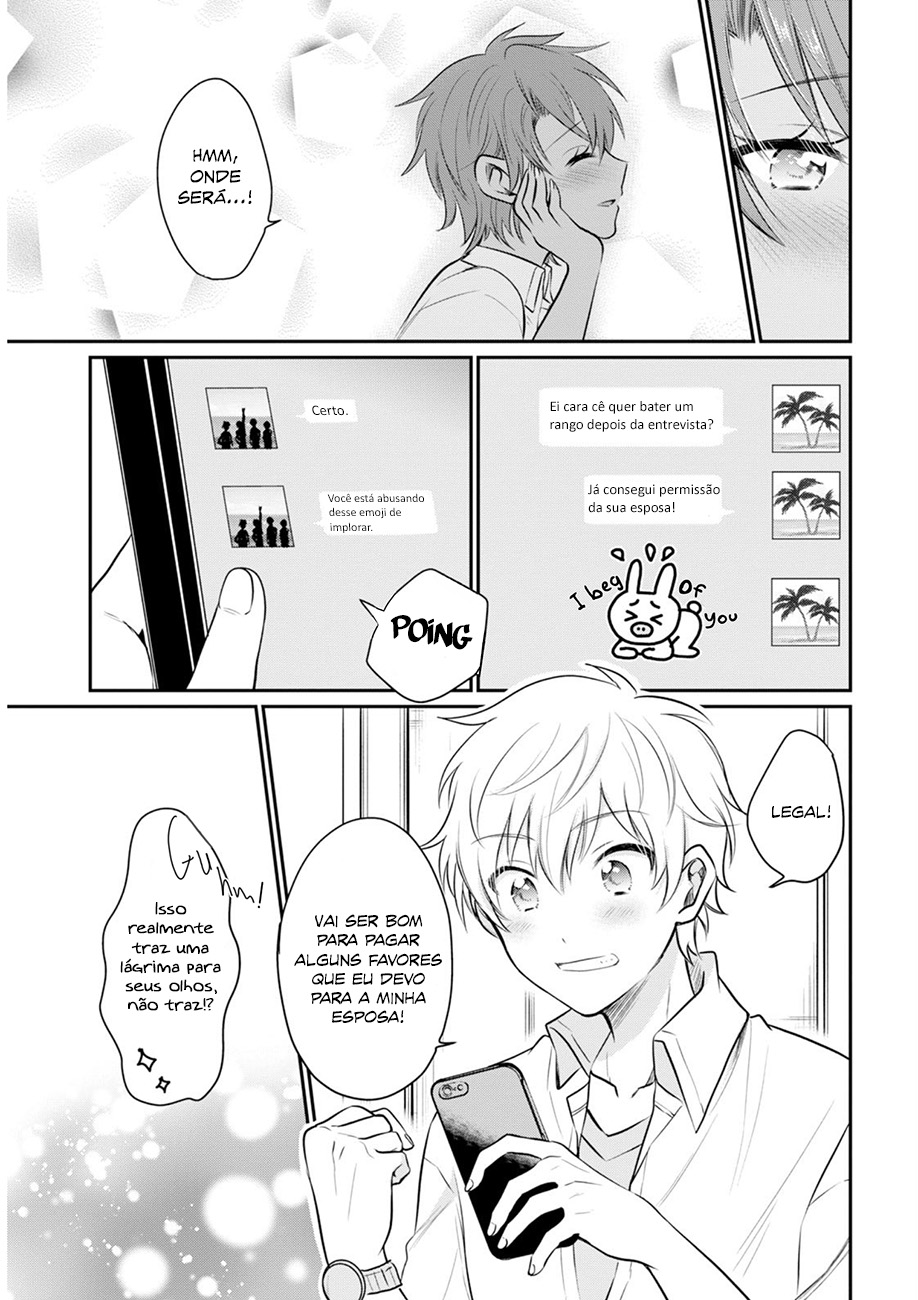 HMM,
ONDE
SERÁ...!
Ei cara cê quer bater um
rango depois da entrevista?
Já consegui permissão
da sua esposa!
I beg Of you
Certo.
Você está abusando
desse emoji de
implorar.
POING
LEGAL!
VAI SER BOM
PARA PAGAR
ALGUNS FAVORES
QUE EU DEVO
PARA A MINHA
ESPOSA!
Guhm!
Isso
realmente
traz uma
lágrima para
seus olhos,
não traz!?